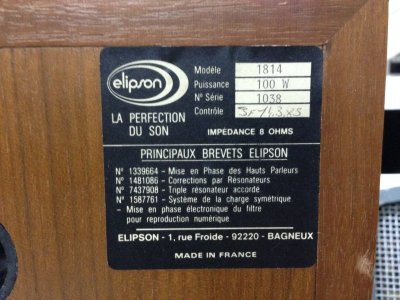 elipson
LA PERFECTION
DU SON
Modèle 1814
Puissance 100 W
N° Série 1038
Contrôle
IMPEDANCE 8 OHMS
PRINCIPAUX BREVETS ELIPSON
N° 1339664 - Mise en Phase des Hauts Parleurs
N° 1481086 - Corrections par Résonateurs
N° 7437908 - Triple résonateur accordé
N° 1587761 - Système de la charge symétrique
- Mise en phase électronique du filtre
pour reproduction numérique
ELIPSON - 1, rue Froide - 92220 - BAGNEUX
MADE IN FRANCE